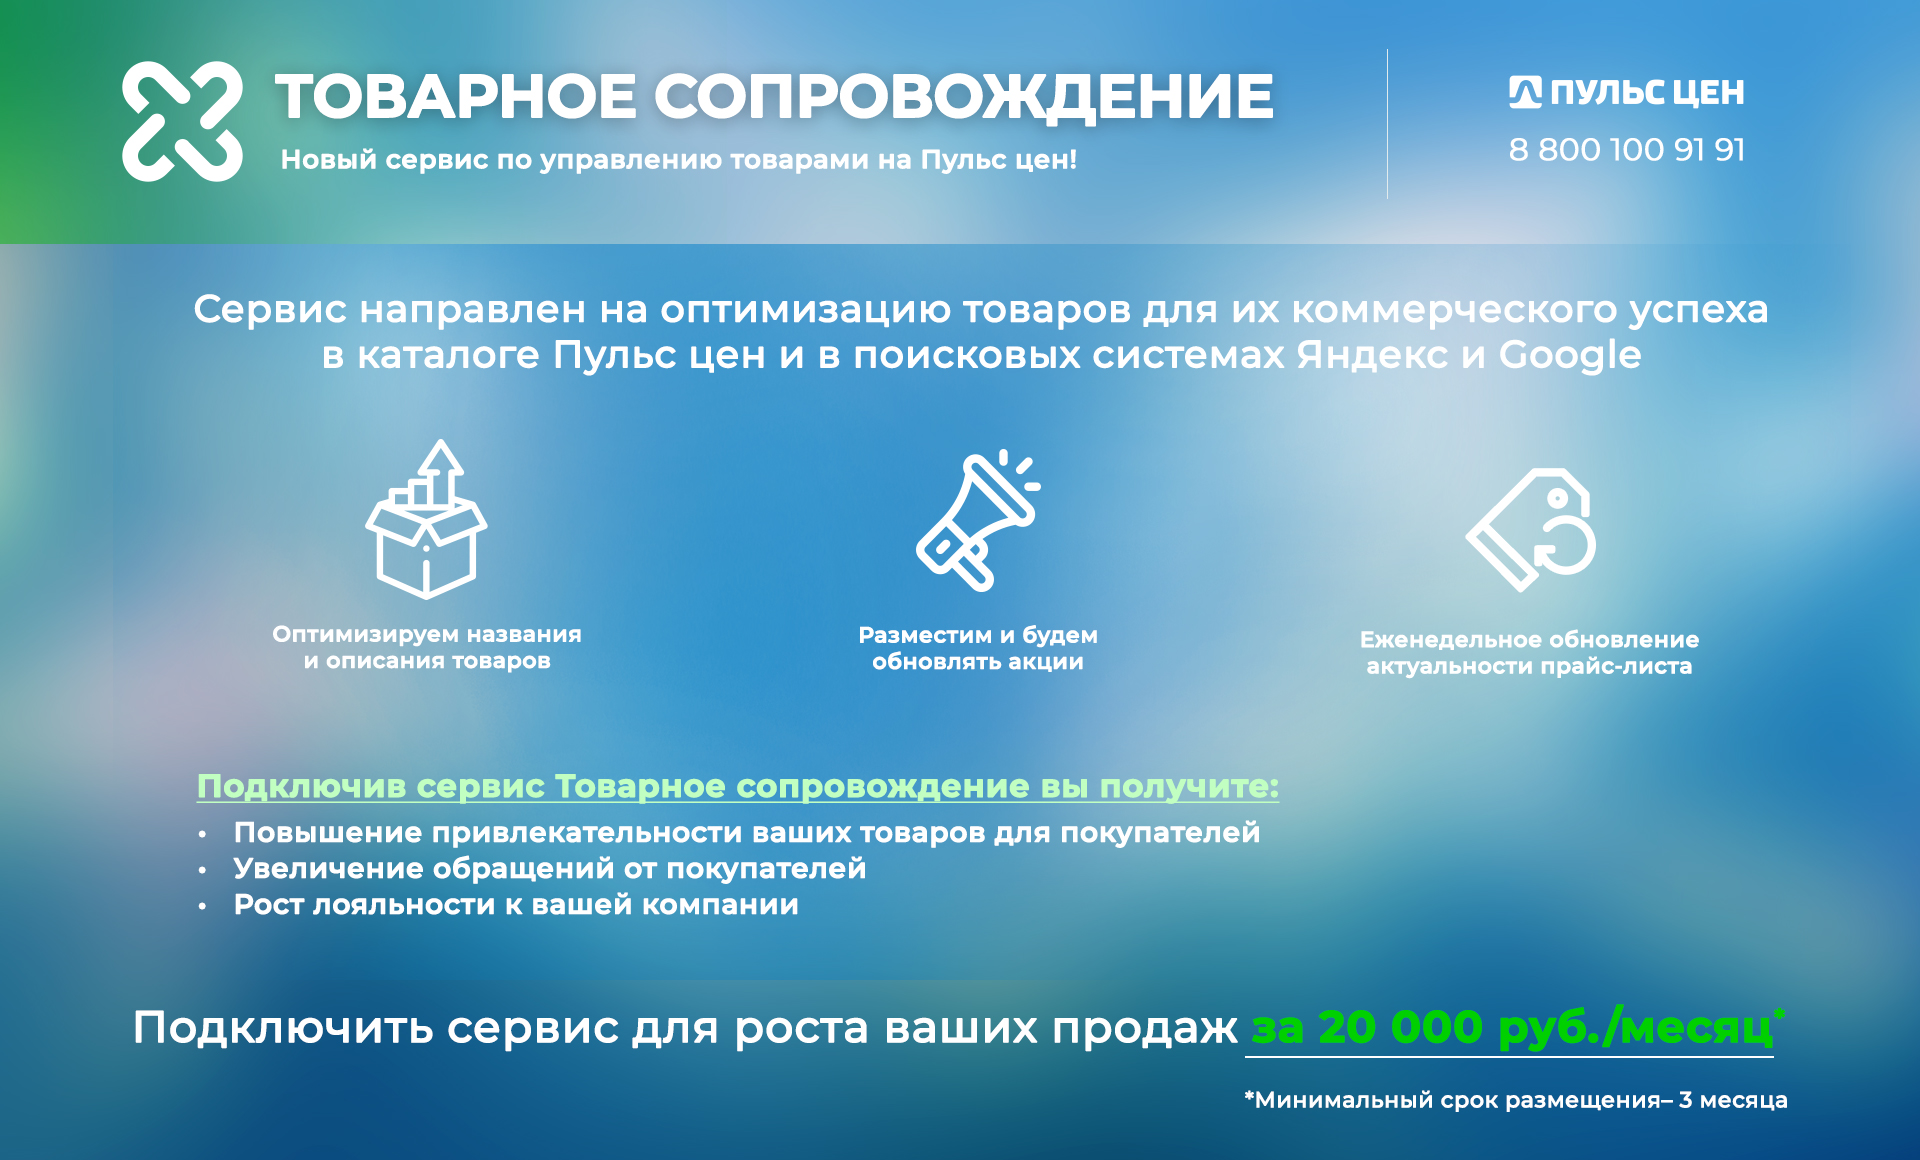 ТОВАРНОЕ СОПРОВОЖДЕНИЕ
Новый сервис по управлению товарами на Пульс цен!
ПУЛЬС ЦЕН
8 800 100 91 91
Сервис направлен на оптимизацию товаров для их коммерческого успеха
в каталоге Пульс цен и в поисковых системах Яндекс и Google
Оптимизируем названия
и описания товаров
Разместим и будем
обновлять акции
Еженедельное обновление
актуальности прайс-листа
Подключив сервис Товарное сопровождение вы получите:
• Повышение привлекательности ваших товаров для покупателей
• Увеличение обращений от покупателей
• Рост лояльности к вашей компании
Подключить сервис для роста ваших продаж за 20 000 руб./месяц*
*Минимальный срок размещения– 3 месяца